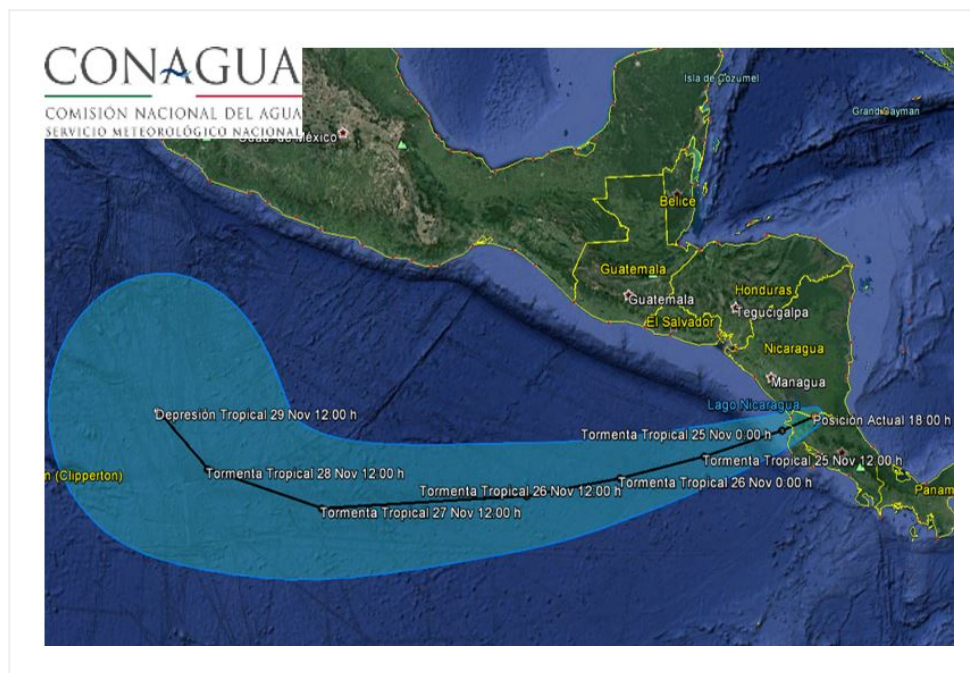 CONAGUA
COMISIÓN NACIONAL DEL AGUA
SERVICIO METEOROLÓGICO NACIONAL
México
Isla de Cozumel
Grand Cayman
Belice
Guatemala
Guatemala
Honduras
Tegucigalpa
El Salvador
Nicaragua
Managua
Lago Nicaragua
Depresión Tropical 29 Nov 12:00 h
Posición Actual 18:00 h
Tormenta Tropical 25 Nov 0:00 h
Tormenta Tropical 25 Nov 12:00 h
Tormenta Tropical 28 Nov 12:00 h
n (Clipperton)
Tormenta Tropical 26 Nov 0:00 h
Tormenta Tropical 26 Nov 12:00 h
Panam
Tormenta Tropical 27 Nov 12:00 h